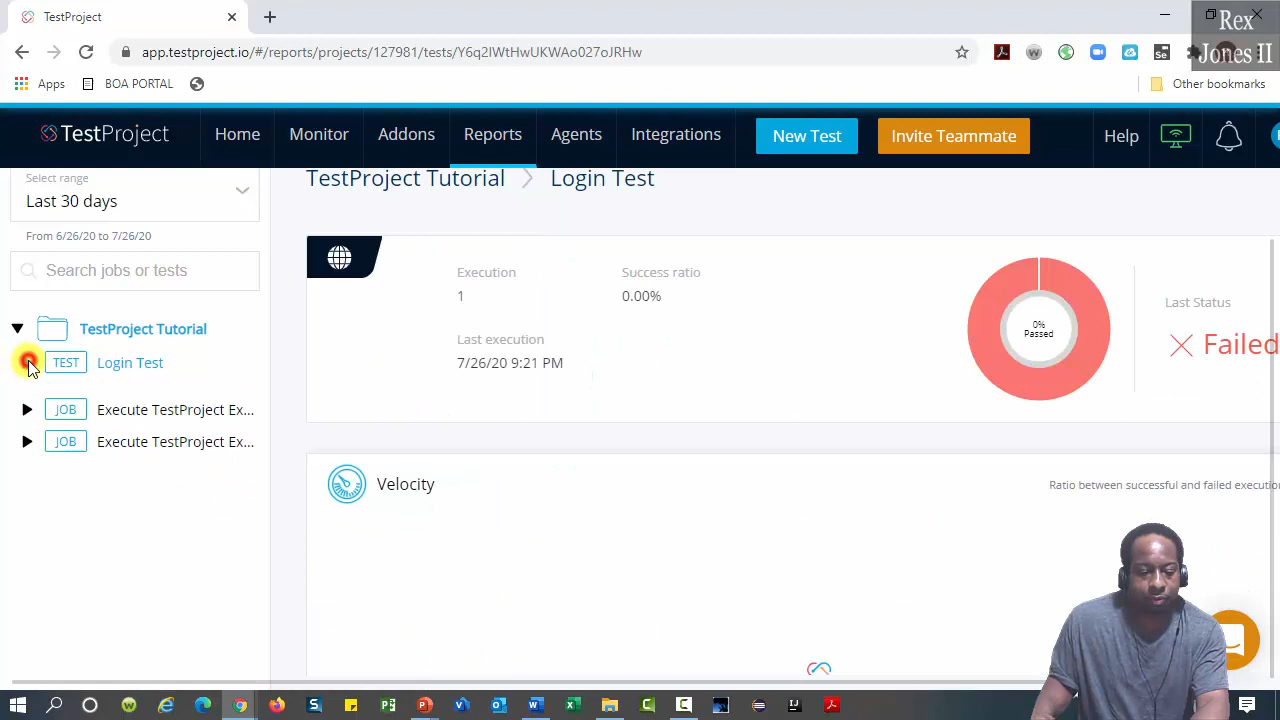 TestProject
Rex
Jones II
app.testproject.io/#/reports/projects/127981/tests/Y6q2lWtHwUKWAo027oJRHw
Apps
BOA PORTAL
Other bookmarks
TestProject
Home
Monitor
Addons
Reports
Agents
Integrations
New Test
Invite Teammate
Help
Select range
Last 30 days
From 6/26/20 to 7/26/20
Search jobs or tests
TestProject Tutorial
TEST Login Test
JOB Execute TestProject Ex...
JOB Execute TestProject Ex...
TestProject Tutorial
Login Test
Execution
1
Success ratio
0.00%
Last execution
7/26/20 9:21 PM
0%
Passed
Last Status
Failed
Velocity
Ratio between successful and failed executio